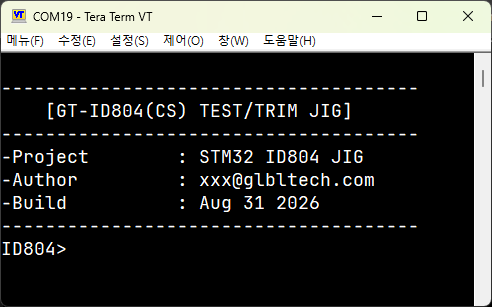 COM19 - Tera Term VT
메뉴(F) 수정(E) 설정(S) 제어(O) 창(W) 도움말(H)
--------------------------------------
[GT-ID804(CS) TEST/TRIM JIG]
--------------------------------------
-Project : STM32 ID804 JIG
-Author : xxx@glbltech.com
-Build : Aug 31 2026
--------------------------------------
ID804>